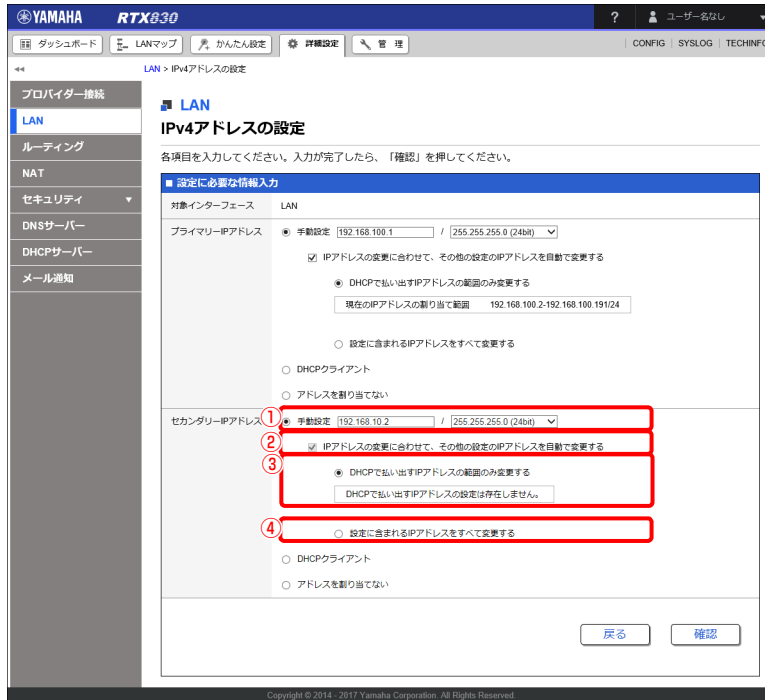 YAMAHA RTX830 ? ユーザー名なし
ダッシュボード LANマップ かんたん設定 詳細設定 管 理 CONFIG SYSLOG TECHINFO
LAN > IPv4アドレスの設定
プロバイダー接続
LAN
ルーティング
NAT
セキュリティ
DNSサーバー
DHCPサーバー
メール通知
LAN
IPv4アドレスの設定
各項目を入力してください。入力が完了したら、「確認」を押してください。
■ 設定に必要な情報入力
対象インターフェース LAN
プライマリーIPアドレス 手動設定 192.168.100.1 / 255.255.255.0 (24bit)
IPアドレスの変更に合わせて、その他の設定のIPアドレスを自動で変更する
DHCPで払い出すIPアドレスの範囲のみ変更する
現在のIPアドレスの割り当て範囲 192.168.100.2-192.168.100.191/24
設定に含まれるIPアドレスをすべて変更する
DHCPクライアント
アドレスを割り当てない
セカンダリーIPアドレス ① 手動設定 192.168.10.2 / 255.255.255.0 (24bit)
② IPアドレスの変更に合わせて、その他の設定のIPアドレスを自動で変更する
③ DHCPで払い出すIPアドレスの範囲のみ変更する
DHCPで払い出すIPアドレスの設定は存在しません。
④ 設定に含まれるIPアドレスをすべて変更する
DHCPクライアント
アドレスを割り当てない
戻る 確認
Copyright © 2014 - 2017 Yamaha Corporation. All Rights Reserved.